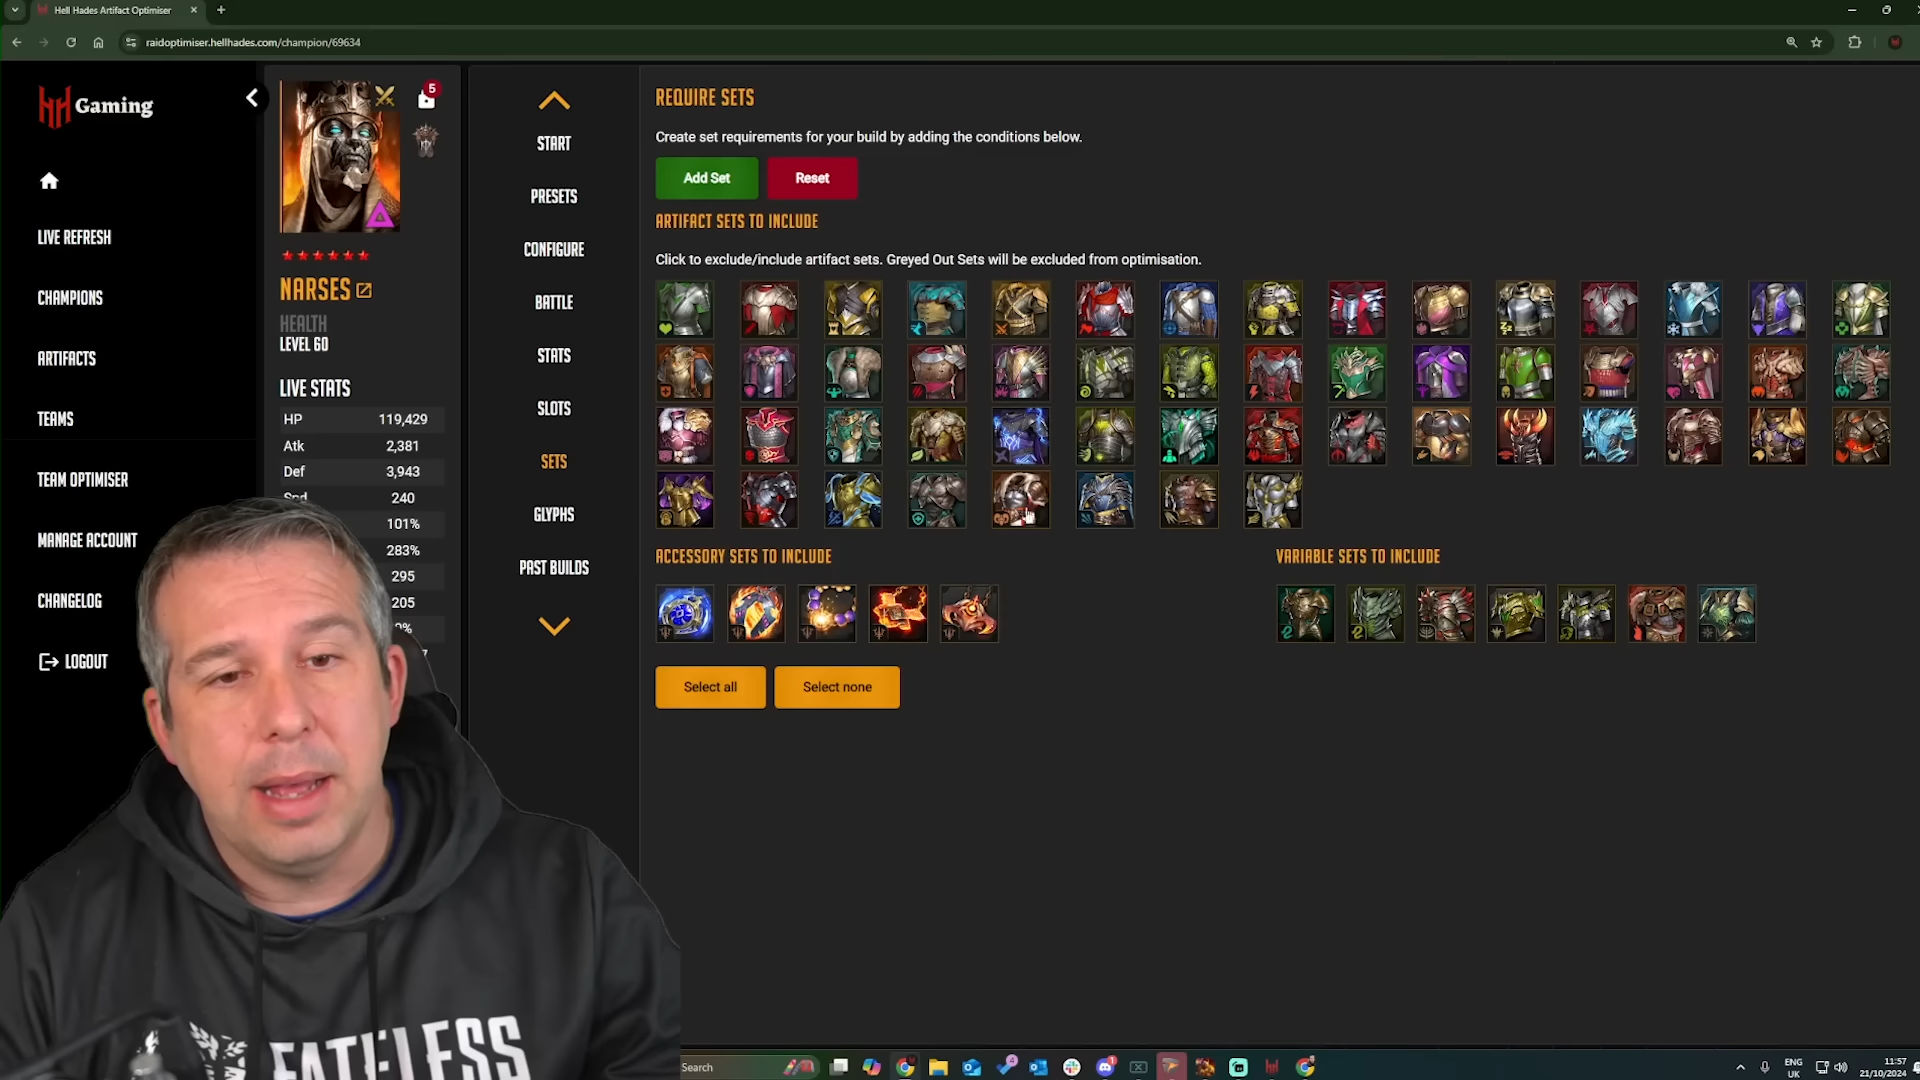 Hell Hades Artifact Optimiser
raidoptimiser.hellhades.com/champion/69634
Gaming
LIVE REFRESH
CHAMPIONS
ARTIFACTS
TEAMS
TEAM OPTIMISER
MANAGE ACCOUNT
CHANGELOG
LOGOUT
5
NARSES
HEALTH
LEVEL 60
LIVE STATS
HP 119,429
Atk 2,381
Def 3,943
Spd 240
101%
283%
295
205
START
PRESETS
CONFIGURE
BATTLE
STATS
SLOTS
SETS
GLYPHS
PAST BUILDS
REQUIRE SETS
Create set requirements for your build by adding the conditions below.
Add Set Reset
ARTIFACT SETS TO INCLUDE
Click to exclude/include artifact sets. Greyed Out Sets will be excluded from optimisation.
ACCESSORY SETS TO INCLUDE
VARIABLE SETS TO INCLUDE
Select all Select none
FATELESS
Search
4
1
ENG
UK
11:57
21/10/2024